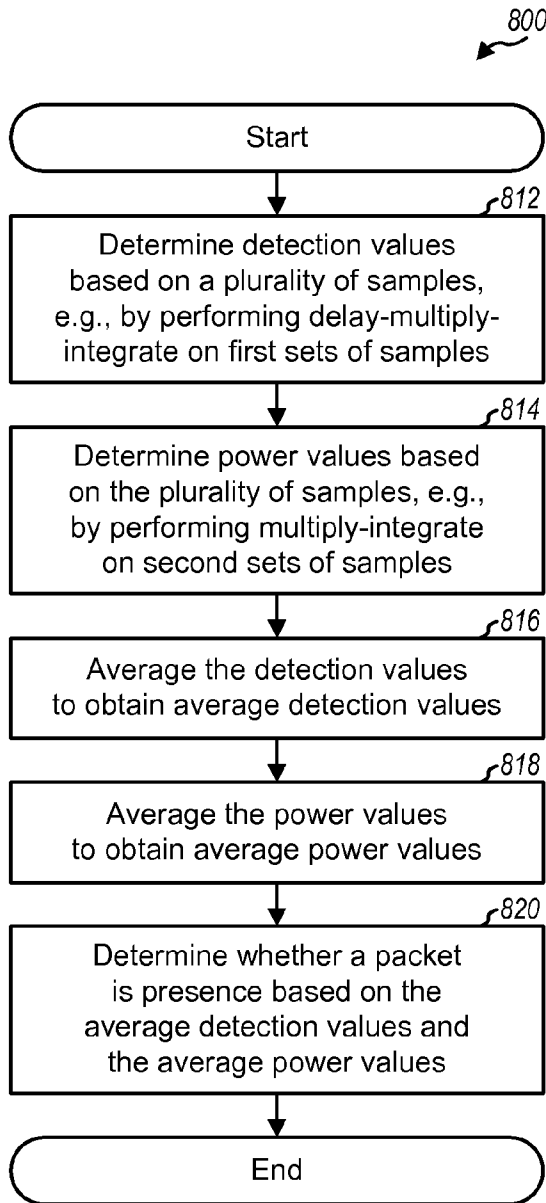 800
Start
812
Determine detection values
based on a plurality of samples,
e.g., by performing delay-multiply-
integrate on first sets of samples
814
Determine power values based
on the plurality of samples, e.g.,
by performing multiply-integrate
on second sets of samples
816
Average the detection values
to obtain average detection values
818
Average the power values
to obtain average power values
820
Determine whether a packet
is presence based on the
average detection values and
the average power values
End